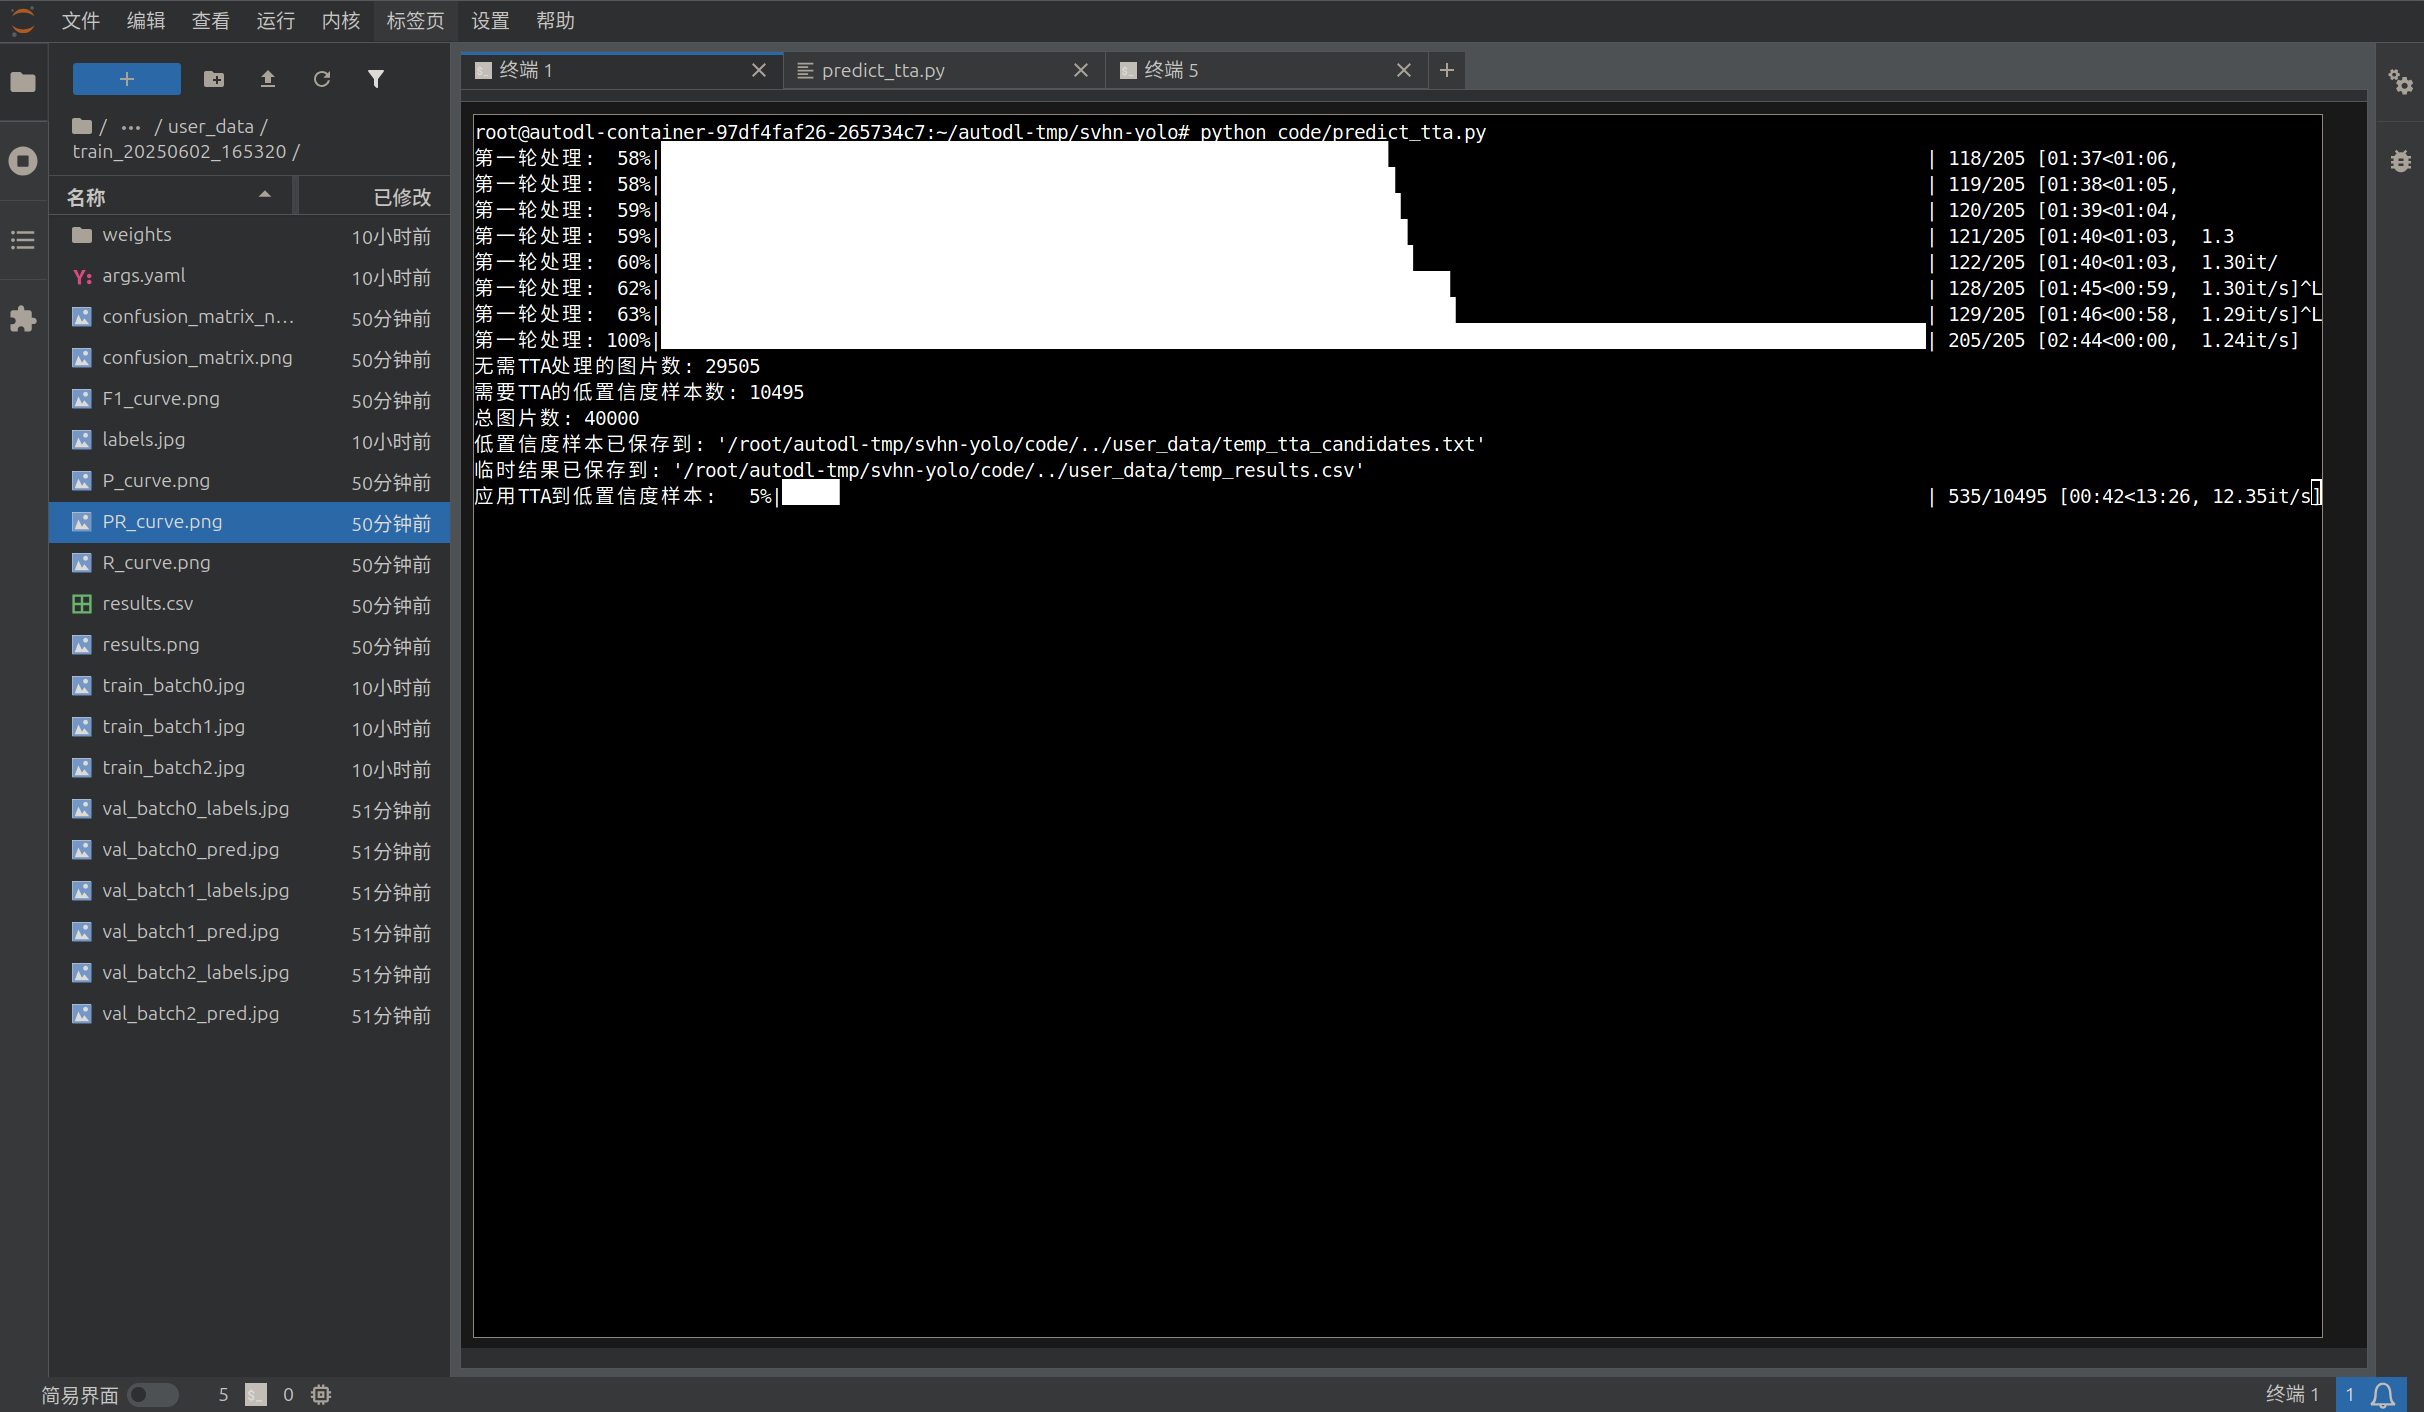 文件 编辑 查看 运行 内核 标签页 设置 帮助
+
/ ··· / user_data /
train_20250602_165320 /
名称 已修改
weights 10小时前
Y: args.yaml 10小时前
confusion_matrix_n... 50分钟前
confusion_matrix.png 50分钟前
F1_curve.png 50分钟前
labels.jpg 10小时前
P_curve.png 50分钟前
PR_curve.png 50分钟前
R_curve.png 50分钟前
results.csv 50分钟前
results.png 50分钟前
train_batch0.jpg 10小时前
train_batch1.jpg 10小时前
train_batch2.jpg 10小时前
val_batch0_labels.jpg 51分钟前
val_batch0_pred.jpg 51分钟前
val_batch1_labels.jpg 51分钟前
val_batch1_pred.jpg 51分钟前
val_batch2_labels.jpg 51分钟前
val_batch2_pred.jpg 51分钟前
终端 1 predict_tta.py 终端 5 +
root@autodl-container-97df4faf26-265734c7:~/autodl-tmp/svhn-yolo# python code/predict_tta.py
第一轮处理: 58%| | 118/205 [01:37<01:06,
第一轮处理: 58%| | 119/205 [01:38<01:05,
第一轮处理: 59%| | 120/205 [01:39<01:04,
第一轮处理: 59%| | 121/205 [01:40<01:03, 1.3
第一轮处理: 60%| | 122/205 [01:40<01:03, 1.30it/
第一轮处理: 62%| | 128/205 [01:45<00:59, 1.30it/s]^L
第一轮处理: 63%| | 129/205 [01:46<00:58, 1.29it/s]^L
第一轮处理: 100%| | 205/205 [02:44<00:00, 1.24it/s]
无需TTA处理的图片数: 29505
需要TTA的低置信度样本数: 10495
总图片数: 40000
低置信度样本已保存到: '/root/autodl-tmp/svhn-yolo/code/../user_data/temp_tta_candidates.txt'
临时结果已保存到: '/root/autodl-tmp/svhn-yolo/code/../user_data/temp_results.csv'
应用TTA到低置信度样本: 5%| | 535/10495 [00:42<13:26, 12.35it/s]
简易界面 5 $_ 0 终端 1 1